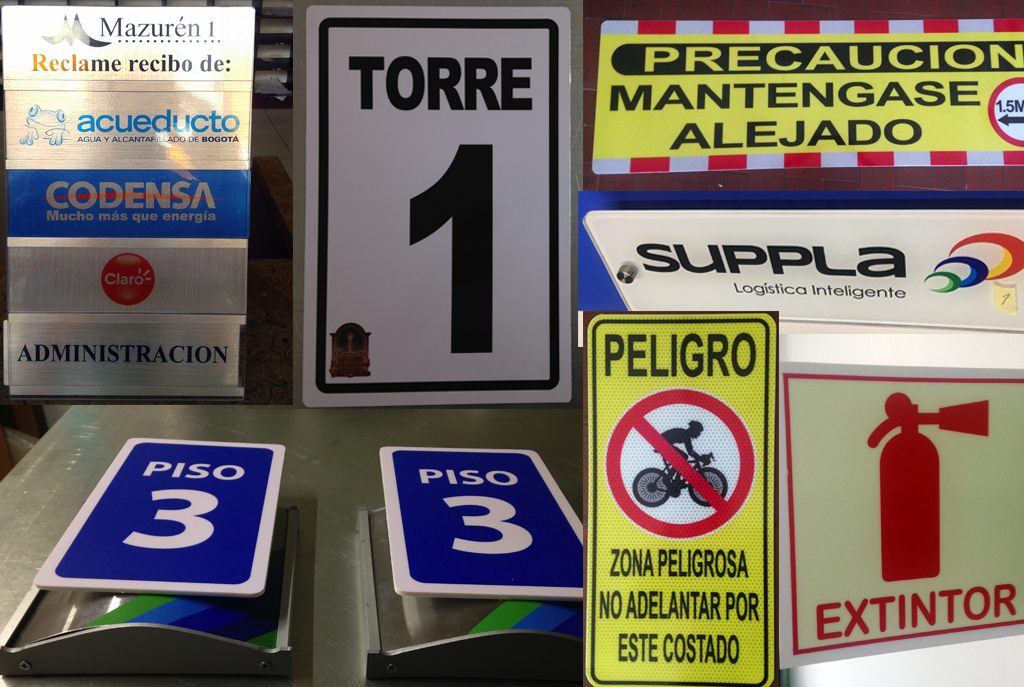 Mazurén 1
Reclame recibo de:
acueducto
AGUA Y ALCANTARILLADO DE BOGOTÁ
CODENSA
Mucho más que energía
Claro
ADMINISTRACION
TORRE
1
PRECAUCION
MANTENGASE
ALEJADO
1.5M
SUPPLA
Logística Inteligente
1
PISO
3
PISO
3
PELIGRO
ZONA PELIGROSA
NO ADELANTAR POR
ESTE COSTADO
EXTINTOR